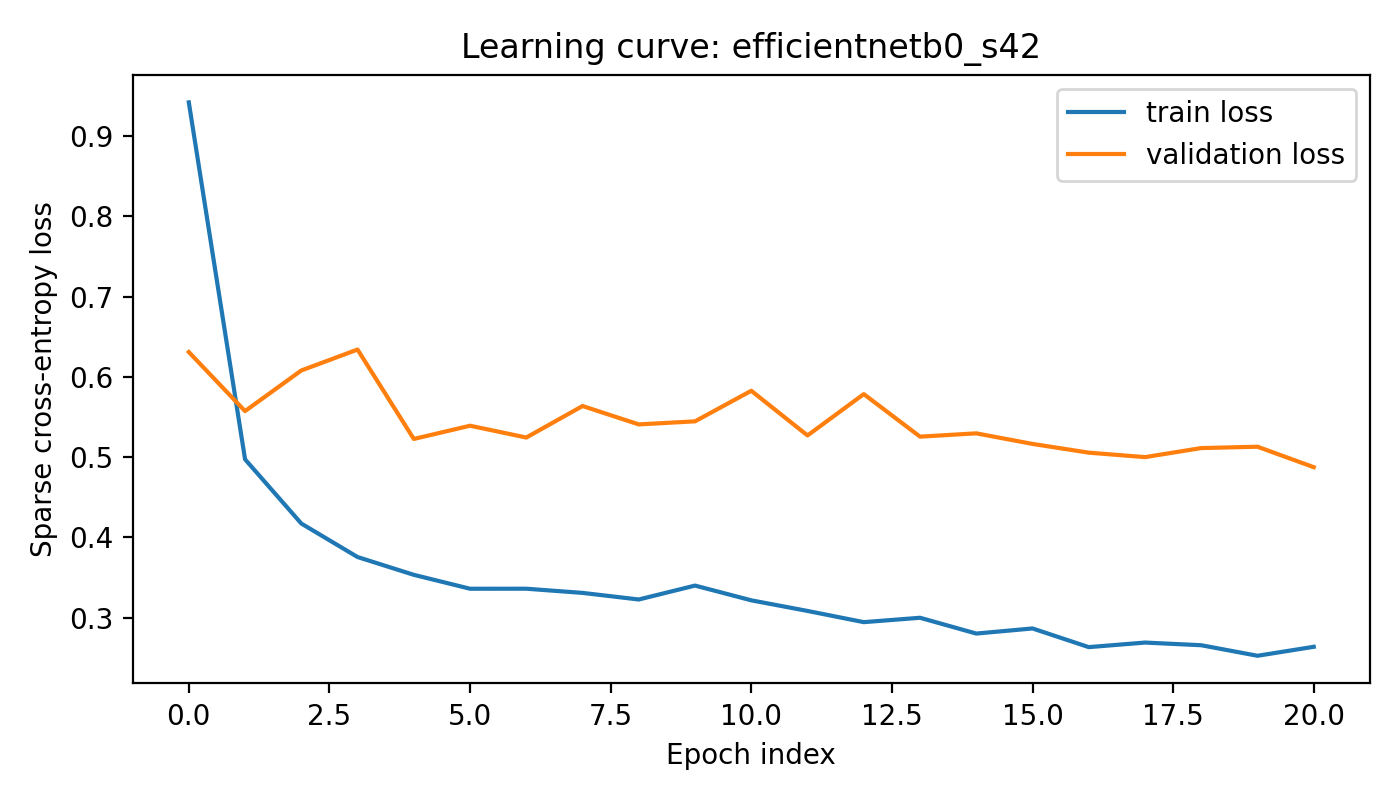 Learning curve: efficientnetb0_s42
train loss
validation loss
Sparse cross-entropy loss
0.9
0.8
0.7
0.6
0.5
0.4
0.3
0.0 2.5 5.0 7.5 10.0 12.5 15.0 17.5 20.0
Epoch index